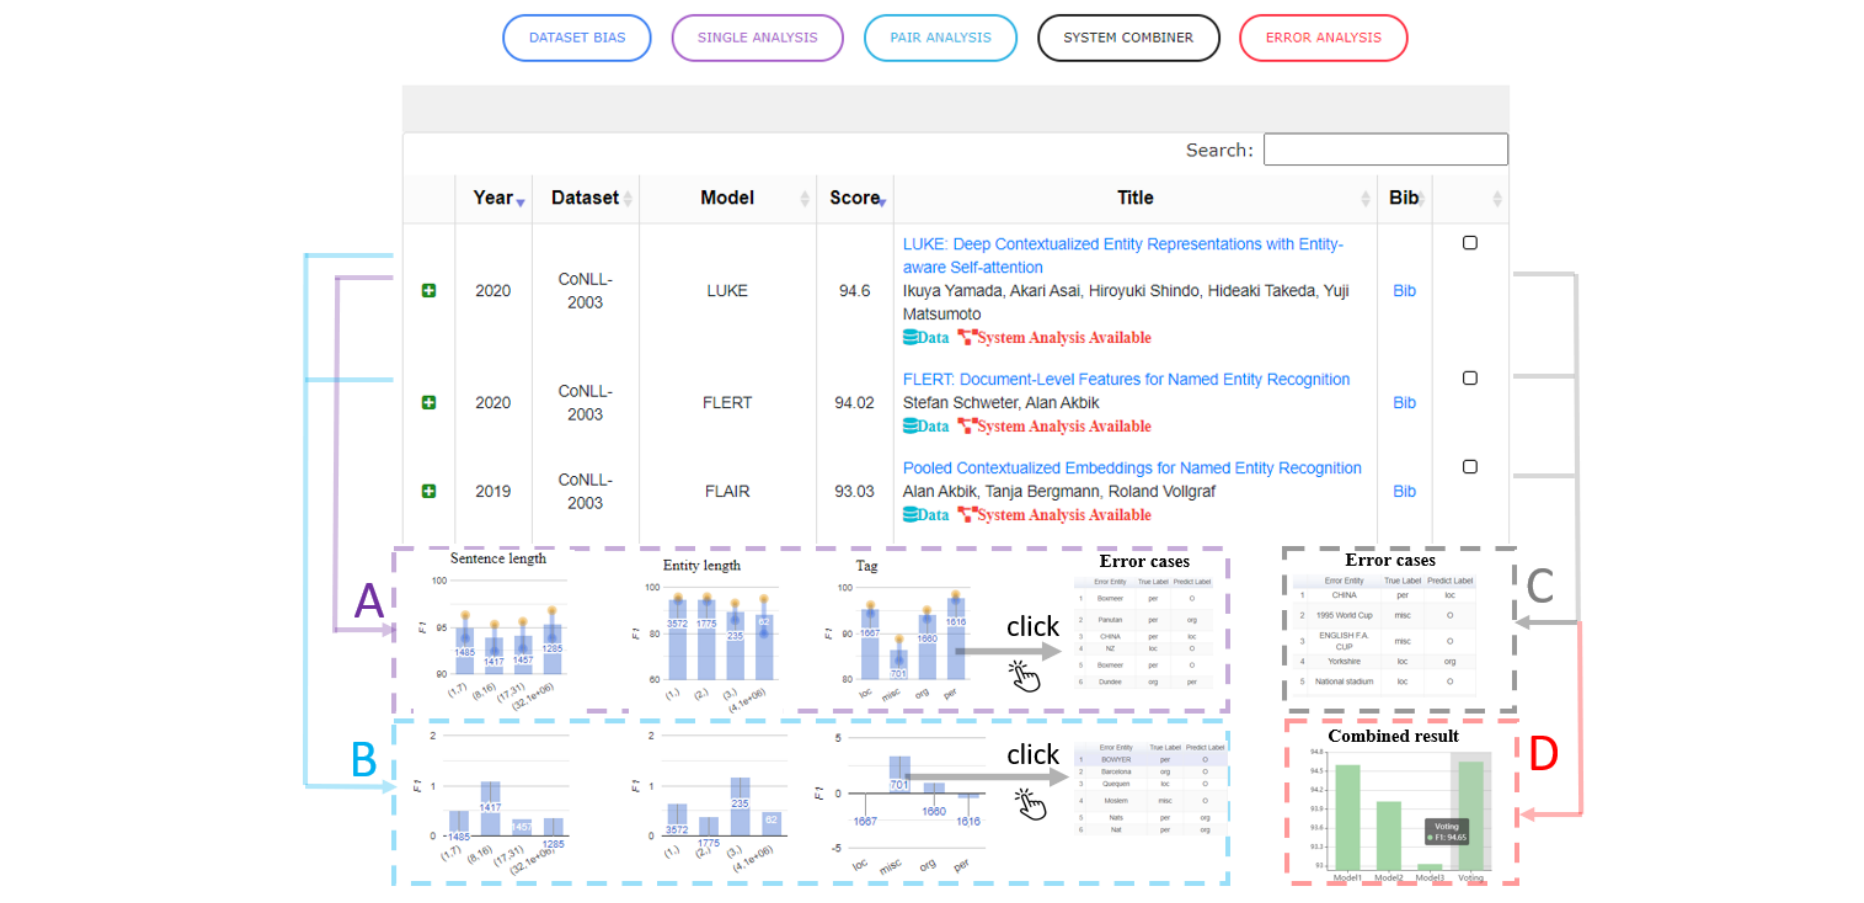 DATASET BIAS SINGLE ANALYSIS PAIR ANALYSIS SYSTEM COMBINER ERROR ANALYSIS
Search:
Year Dataset Model Score Title Bib
LUKE: Deep Contextualized Entity Representations with Entity-
aware Self-attention
2020 CoNLL-2003 LUKE 94.6 Bib
Ikuya Yamada, Akari Asai, Hiroyuki Shindo, Hideaki Takeda, Yuji
Matsumoto
Data System Analysis Available
FLERT: Document-Level Features for Named Entity Recognition
2020 CoNLL-2003 FLERT 94.02 Bib
Stefan Schweter, Alan Akbik
Data System Analysis Available
Pooled Contextualized Embeddings for Named Entity Recognition
2019 CoNLL-2003 FLAIR 93.03 Bib
Alan Akbik, Tanja Bergmann, Roland Vollgraf
Data System Analysis Available
A
Sentence length
100
95
90
F1
1485 1417 1457 1285
(1,7) (8,16) (17,31) (32,1e+06)
Entity length
100
80
60
F1
3572 1775 235 62
(1,) (2,) (3,) (4,1e+06)
Tag
100
90
80
F1
1667 701 1660 1616
loc misc org per
click
Error cases
Error Entity True Label Predict Label
1 Boxmeer per O
2 Panutan per org
3 CHINA per loc
4 NZ loc O
5 Boxmeer per O
6 Dundee org per
C
Error cases
Error Entity True Label Predict Label
1 CHINA per loc
2 1995 World Cup misc O
3 ENGLISH F.A. CUP misc O
4 Yorkshire loc org
5 National stadium loc O
B
2
1
0
F1
1485 1417 1457 1285
(1,7) (8,16) (17,31) (32,1e+06)
2
1
0
F1
3572 1775 235 62
(1,) (2,) (3,) (4,1e+06)
5
0
-5
F1
1667 701 1660 1616
loc misc org per
click
Error Entity True Label Predict Label
1 BOWYER per O
2 Barcelona org O
3 Quequen loc O
4 Moslem misc O
5 Nats per org
6 Nat per org
D
Combined result
94.8
94.5
94.2
93.9
93.6
93.3
93
Voting
F1: 94.65
Model1 Model2 Model3 Voting